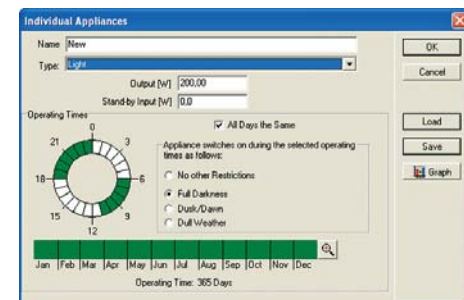 Individual Appliances
Name New
Type: Light
Output [W] 200,00
Stand-by Input [W] 0,0
Operating Times
All Days the Same
0
3
6
9
12
15
18
21
Appliance switches on during the selected operating
times as follows:
No other Restrictions
Full Darkness
Dusk/Dawn
Dull Weather
Jan Feb Mar Apr May Jun Jul Aug Sep Oct Nov Dec
Operating Time: 365 Days
OK
Cancel
Load
Save
Graph